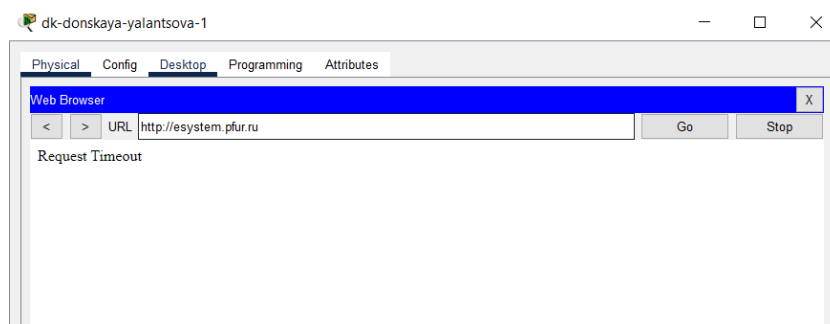 dk-donskaya-yalantsova-1
Physical Config Desktop Programming Attributes
Web Browser X
< > URL http://esystem.pfur.ru Go Stop
Request Timeout